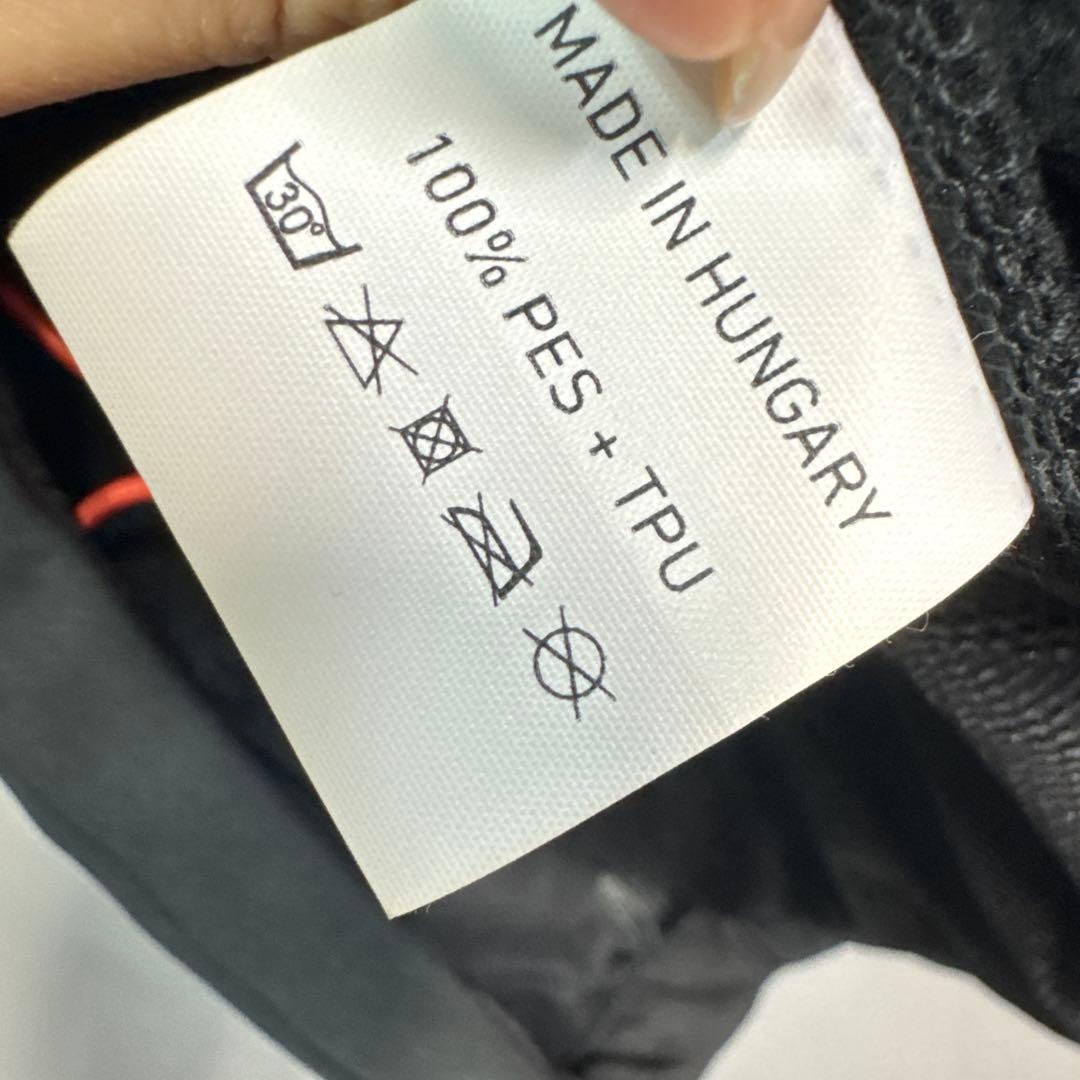 MADE IN HUNGARY
100% PES + TPU
30°